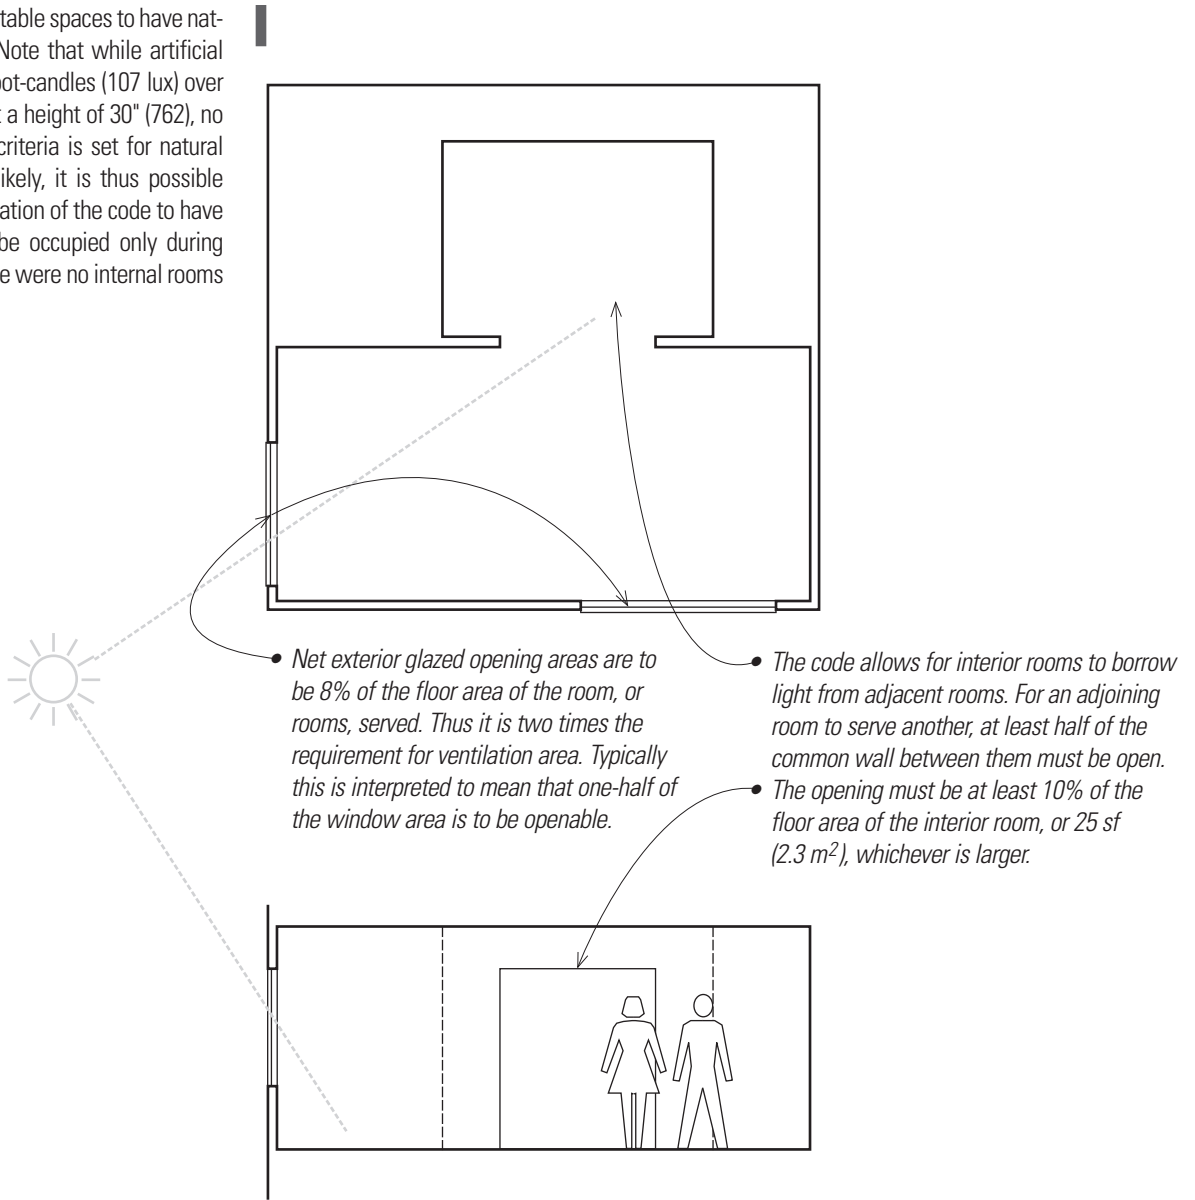 table spaces to have nat-
Note that while artificial
oot-candles (107 lux) over
t a height of 30" (762), no
criteria is set for natural
ikely, it is thus possible
ation of the code to have
be occupied only during
e were no internal rooms
• Net exterior glazed opening areas are to
be 8% of the floor area of the room, or
rooms, served. Thus it is two times the
requirement for ventilation area. Typically
this is interpreted to mean that one-half of
the window area is to be openable.
• The code allows for interior rooms to borrow
light from adjacent rooms. For an adjoining
room to serve another, at least half of the
common wall between them must be open.
• The opening must be at least 10% of the
floor area of the interior room, or 25 sf
(2.3 m²), whichever is larger.